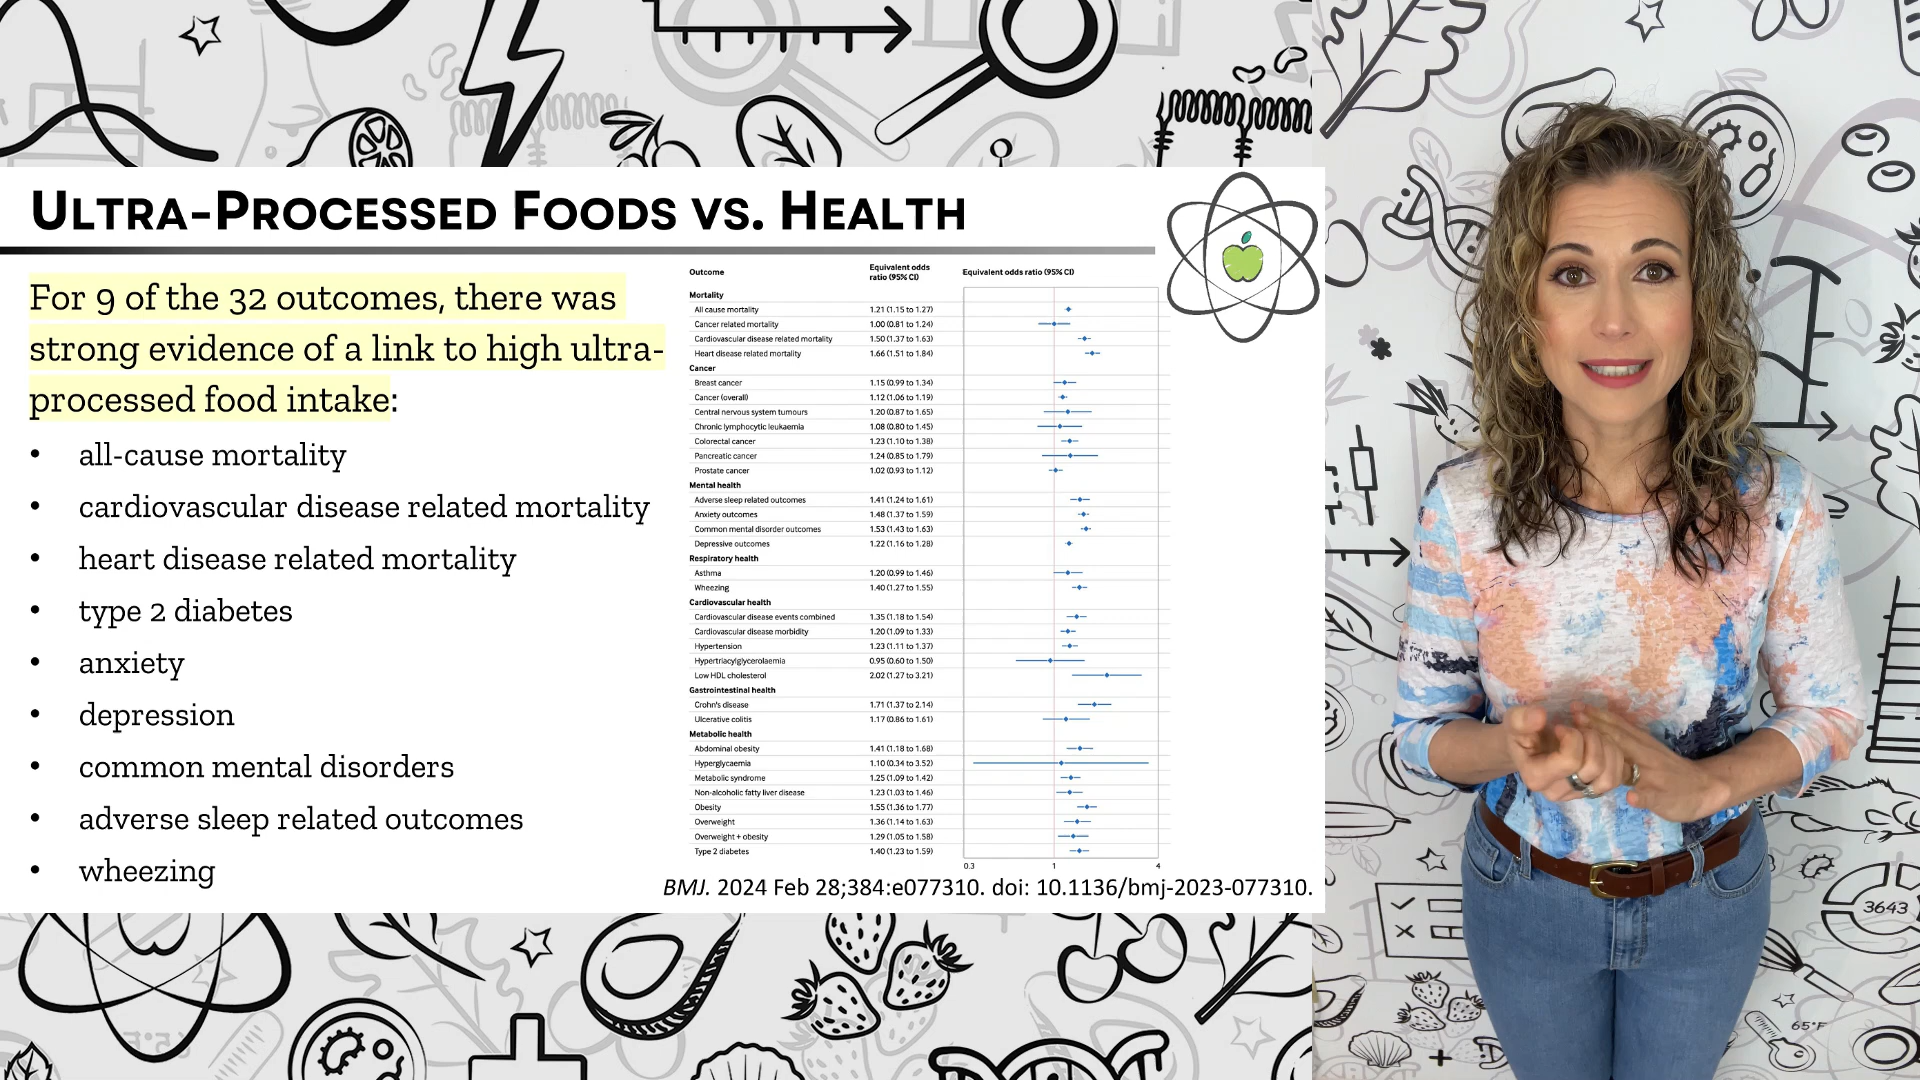 ULTRA-PROCESSED FOODS VS. HEALTH
For 9 of the 32 outcomes, there was
strong evidence of a link to high ultra-
processed food intake:
• all-cause mortality
• cardiovascular disease related mortality
• heart disease related mortality
• type 2 diabetes
• anxiety
• depression
• common mental disorders
• adverse sleep related outcomes
• wheezing
Outcome Equivalent odds ratio (95% CI) Equivalent odds ratio (95% CI)
Mortality
All cause mortality 1.21 (1.15 to 1.27)
Cancer related mortality 1.00 (0.81 to 1.24)
Cardiovascular disease related mortality 1.50 (1.37 to 1.63)
Heart disease related mortality 1.66 (1.51 to 1.84)
Cancer
Breast cancer 1.15 (0.99 to 1.34)
Cancer (overall) 1.12 (1.06 to 1.19)
Central nervous system tumours 1.20 (0.87 to 1.65)
Chronic lymphocytic leukaemia 1.08 (0.80 to 1.45)
Colorectal cancer 1.23 (1.10 to 1.38)
Pancreatic cancer 1.24 (0.85 to 1.79)
Prostate cancer 1.02 (0.93 to 1.12)
Mental health
Adverse sleep related outcomes 1.41 (1.24 to 1.61)
Anxiety outcomes 1.48 (1.37 to 1.59)
Common mental disorder outcomes 1.53 (1.43 to 1.63)
Depressive outcomes 1.22 (1.16 to 1.28)
Respiratory health
Asthma 1.20 (0.99 to 1.46)
Wheezing 1.40 (1.27 to 1.55)
Cardiovascular health
Cardiovascular disease events combined 1.35 (1.18 to 1.54)
Cardiovascular disease morbidity 1.20 (1.09 to 1.33)
Hypertension 1.23 (1.11 to 1.37)
Hypertriacylglycerolaemia 0.95 (0.60 to 1.50)
Low HDL cholesterol 2.02 (1.27 to 3.21)
Gastrointestinal health
Crohn's disease 1.71 (1.37 to 2.14)
Ulcerative colitis 1.17 (0.86 to 1.61)
Metabolic health
Abdominal obesity 1.41 (1.18 to 1.68)
Hyperglycaemia 1.10 (0.34 to 3.52)
Metabolic syndrome 1.25 (1.09 to 1.42)
Non-alcoholic fatty liver disease 1.23 (1.03 to 1.46)
Obesity 1.55 (1.36 to 1.77)
Overweight 1.36 (1.14 to 1.63)
Overweight + obesity 1.29 (1.05 to 1.58)
Type 2 diabetes 1.40 (1.23 to 1.59)
0.3 1 4
BMJ. 2024 Feb 28;384:e077310. doi: 10.1136/bmj-2023-077310.
3643
65°F